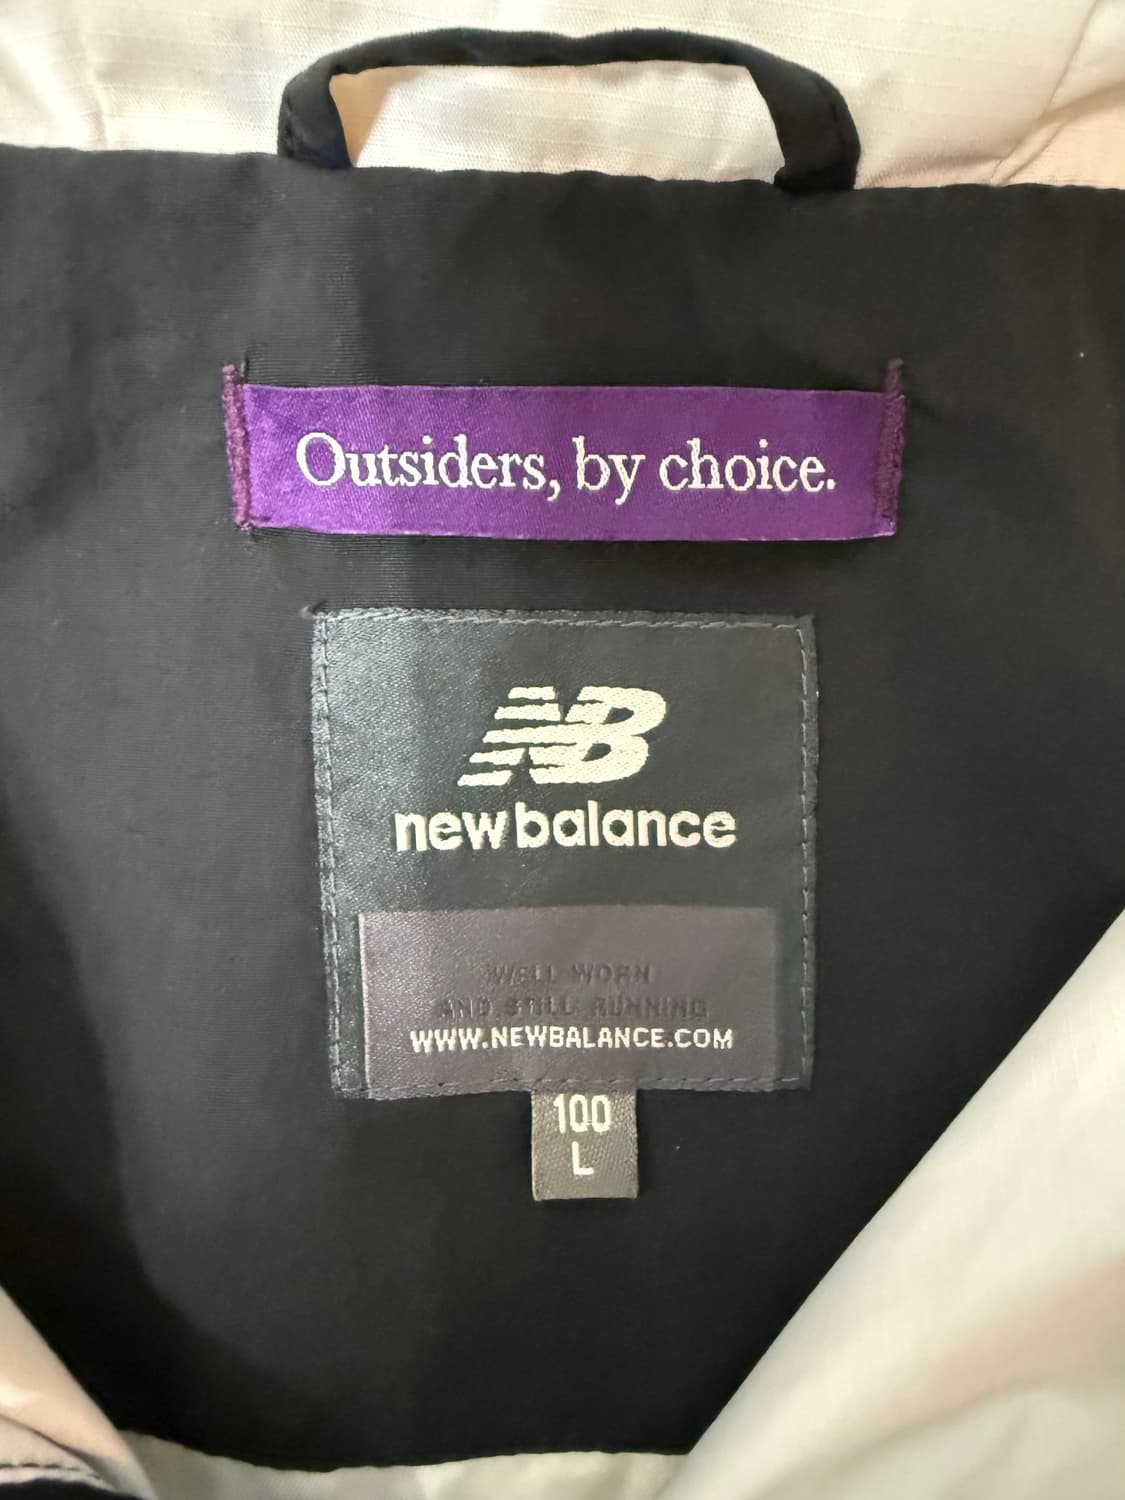 Outsiders, by choice.
NB
new balance
WELL WORN
AND STILL RUNNING
WWW.NEWBALANCE.COM
100
L